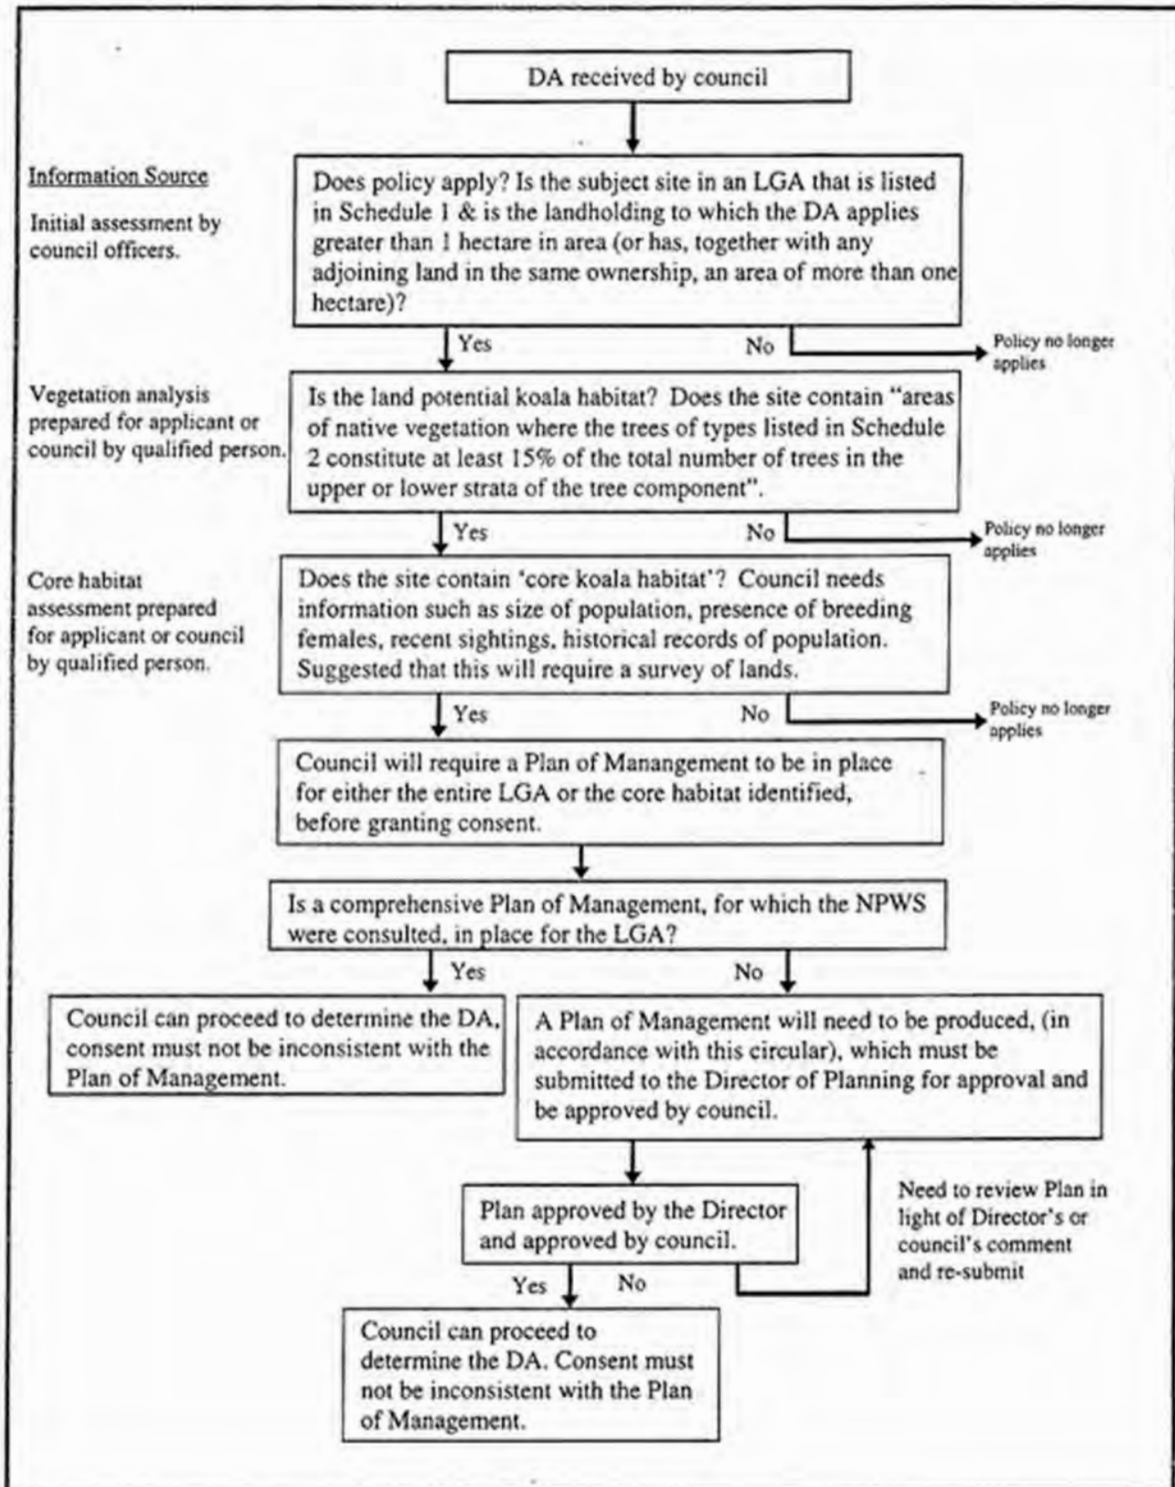 DA received by council
Information Source
Initial assessment by
council officers.
Does policy apply? Is the subject site in an LGA that is listed
in Schedule 1 & is the landholding to which the DA applies
greater than 1 hectare in area (or has, together with any
adjoining land in the same ownership, an area of more than one
hectare)?
Yes
No
Policy no longer
applies
Vegetation analysis
prepared for applicant or
council by qualified person.
Is the land potential koala habitat? Does the site contain "areas
of native vegetation where the trees of types listed in Schedule
2 constitute at least 15% of the total number of trees in the
upper or lower strata of the tree component".
Yes
No
Policy no longer
applies
Core habitat
assessment prepared
for applicant or council
by qualified person.
Does the site contain 'core koala habitat'? Council needs
information such as size of population, presence of breeding
females, recent sightings, historical records of population.
Suggested that this will require a survey of lands.
Yes
No
Policy no longer
applies
Council will require a Plan of Manangement to be in place
for either the entire LGA or the core habitat identified,
before granting consent.
Is a comprehensive Plan of Management, for which the NPWS
were consulted, in place for the LGA?
Yes
No
Council can proceed to determine the DA,
consent must not be inconsistent with the
Plan of Management.
A Plan of Management will need to be produced, (in
accordance with this circular), which must be
submitted to the Director of Planning for approval and
be approved by council.
Plan approved by the Director
and approved by council.
Need to review Plan in
light of Director's or
council's comment
and re-submit
Yes
No
Council can proceed to
determine the DA. Consent must
not be inconsistent with the Plan
of Management.